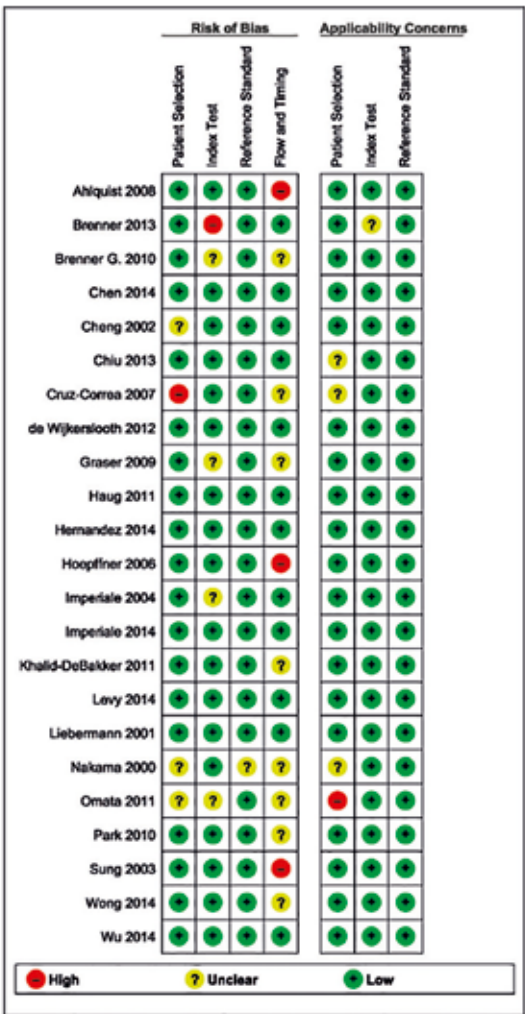 Risk of Bias Applicability Concerns
Patient Selection Index Test Reference Standard Flow and Timing Patient Selection Index Test Reference Standard
Ahlquist 2008 + + + - + + +
Brenner 2013 + - + + + ? +
Brenner G. 2010 + ? + ? + + +
Chen 2014 + + + + + + +
Cheng 2002 ? + + + + + +
Chiu 2013 + + + + ? + +
Cruz-Correa 2007 - + + ? ? + +
de Wijkerslooth 2012 + + + + + + +
Graser 2009 + ? + ? + + +
Haug 2011 + + + + + + +
Hernandez 2014 + + + + + + +
Hoepffner 2006 + + + - + + +
Imperiale 2004 + ? + + + + +
Imperiale 2014 + + + + + + +
Khalid-DeBakker 2011 + + + ? + + +
Levy 2014 + + + + + + +
Liebermann 2001 + + + + + + +
Nakama 2000 ? + ? ? ? + +
Omata 2011 ? ? + ? - + +
Park 2010 + + + ? + + +
Sung 2003 + + + - + + +
Wong 2014 + + + ? + + +
Wu 2014 + + + + + + +
- High ? Unclear + Low